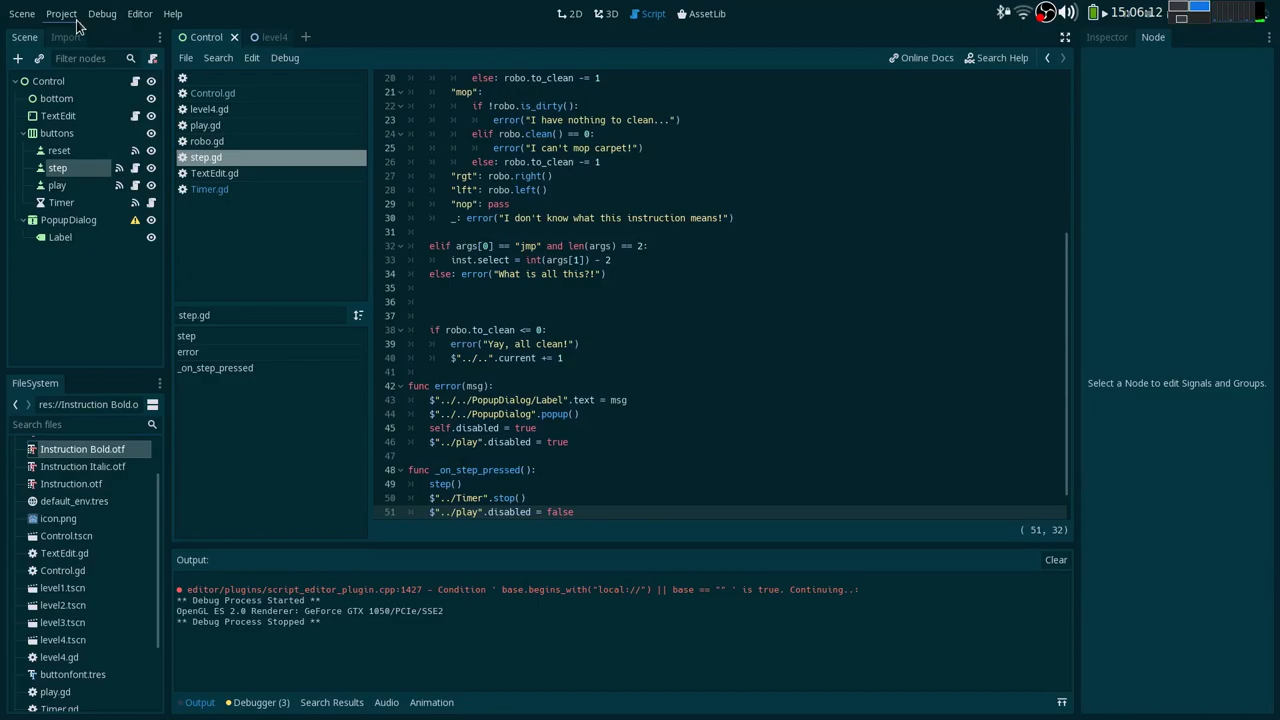 Scene Project Debug Editor Help
2D 3D Script AssetLib
15:06:12
Scene Import
Filter nodes
Control
bottom
TextEdit
buttons
reset
step
play
Timer
PopupDialog
Label
FileSystem
res://Instruction Bold.o
Search files
Instruction Bold.otf
Instruction Italic.otf
Instruction.otf
default_env.tres
icon.png
Control.tscn
TextEdit.gd
Control.gd
level1.tscn
level2.tscn
level3.tscn
level4.tscn
level4.gd
buttonfont.tres
play.gd
Timer.gd
Control level4
File Search Edit Debug
Online Docs Search Help
Control.gd
level4.gd
play.gd
robo.gd
step.gd
TextEdit.gd
Timer.gd
step.gd
step
error
_on_step_pressed
20 else: robo.to_clean -= 1
21 "mop":
22 if !robo.is_dirty():
23 error("I have nothing to clean...")
24 elif robo.clean() == 0:
25 error("I can't mop carpet!")
26 else: robo.to_clean -= 1
27 "rgt": robo.right()
28 "lft": robo.left()
29 "nop": pass
30 _: error("I don't know what this instruction means!")
31
32 elif args[0] == "jmp" and len(args) == 2:
33 inst.select = int(args[1]) - 2
34 else: error("What is all this?!")
35
36
37
38 if robo.to_clean <= 0:
39 error("Yay, all clean!")
40 $"../..".current += 1
41
42 func error(msg):
43 $"../../PopupDialog/Label".text = msg
44 $"../../PopupDialog".popup()
45 self.disabled = true
46 $"../play".disabled = true
47
48 func _on_step_pressed():
49 step()
50 $"../Timer".stop()
51 $"../play".disabled = false
( 51, 32)
Output:
Clear
editor/plugins/script_editor_plugin.cpp:1427 - Condition ' base.begins_with("local://") || base == "" ' is true. Continuing..:
** Debug Process Started **
OpenGL ES 2.0 Renderer: GeForce GTX 1050/PCIe/SSE2
** Debug Process Stopped **
Output Debugger (3) Search Results Audio Animation
Inspector Node
Select a Node to edit Signals and Groups.